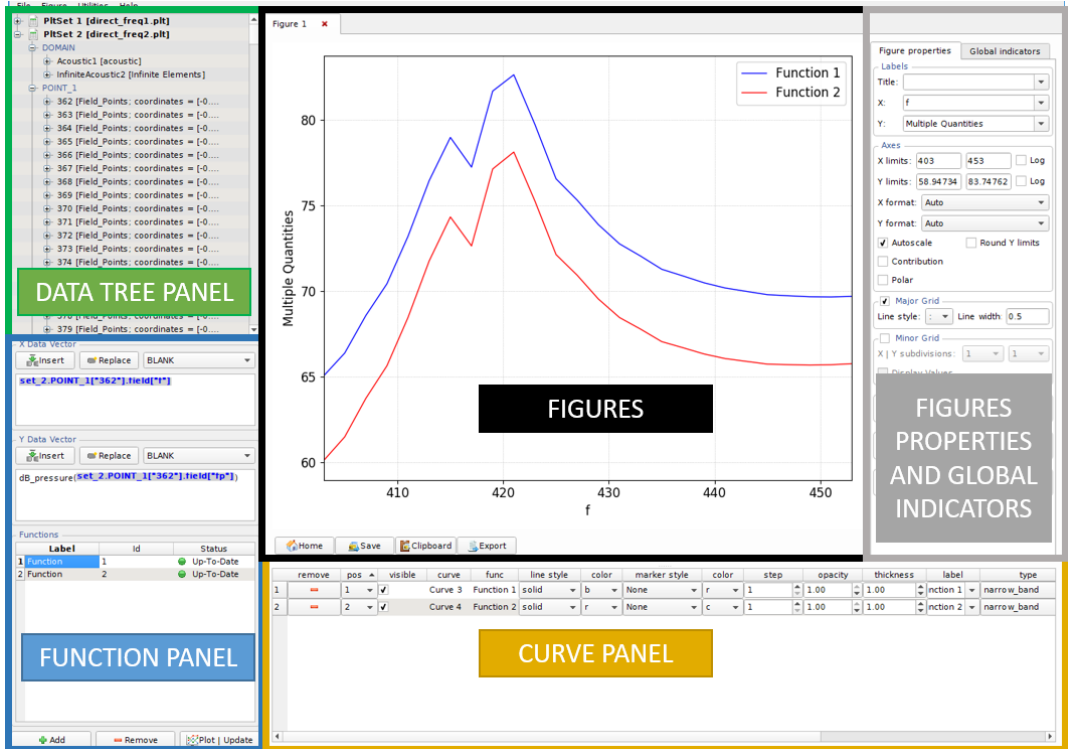 File Figure Utilities Help
PltSet 1 [direct_freq1.plt]
PltSet 2 [direct_freq2.plt]
DOMAIN
Acoustic1 [acoustic]
InfiniteAcoustic2 [Infinite Elements]
POINT_1
362 [Field_Points; coordinates = [-0....
363 [Field_Points; coordinates = [-0....
364 [Field_Points; coordinates = [-0....
365 [Field_Points; coordinates = [-0....
366 [Field_Points; coordinates = [-0....
367 [Field_Points; coordinates = [-0....
368 [Field_Points; coordinates = [-0....
369 [Field_Points; coordinates = [-0....
370 [Field_Points; coordinates = [-0....
371 [Field_Points; coordinates = [-0....
372 [Field_Points; coordinates = [-0....
373 [Field_Points; coordinates = [-0....
374 [Field_Points; coordinates = [-0....
DATA TREE PANEL
378 [Field_Points; coordinates = [-0....
379 [Field_Points; coordinates = [-0....
X Data Vector
Insert Replace BLANK
set_2.POINT_1["362"].field["f"]
Y Data Vector
Insert Replace BLANK
dB_pressure(set_2.POINT_1["362"].field["fp"])
Functions
Label Id Status
1 Function 1 Up-To-Date
2 Function 2 Up-To-Date
FUNCTION PANEL
Add Remove Plot | Update
Figure 1
Function 1
Function 2
80
75
70
65
60
Multiple Quantities
410 420 430 440 450
f
FIGURES
Home Save Clipboard Export
Figure properties Global indicators
Labels
Title:
X: f
Y: Multiple Quantities
Axes
X limits: 403 453 Log
Y limits: 58.94734 83.74762 Log
X format: Auto
Y format: Auto
Autoscale Round Y limits
Contribution
Polar
Major Grid
Line style: : Line width 0.5
Minor Grid
X | Y subdivisions: 1 1
Display Values
FIGURES
PROPERTIES
AND GLOBAL
INDICATORS
remove pos visible curve func line style color marker style color step opacity thickness label type
1 1 Curve 3 Function 1 solid b None r 1 1.00 1.00 nction 1 narrow_band
2 2 Curve 4 Function 2 solid r None c 1 1.00 1.00 nction 2 narrow_band
CURVE PANEL